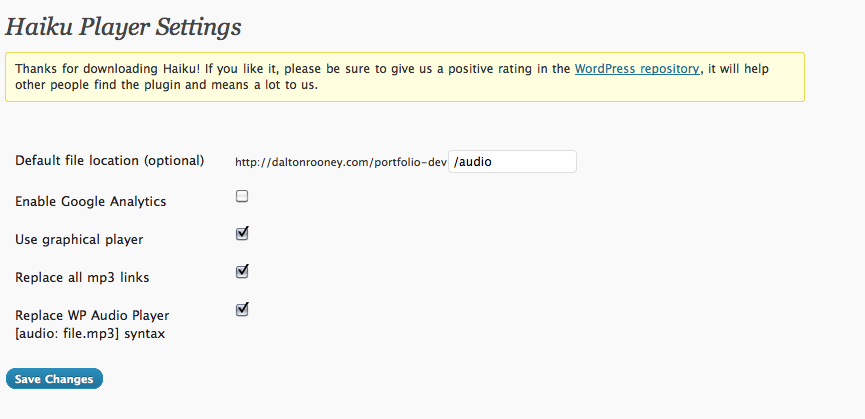 Haiku Player Settings
Thanks for downloading Haiku! If you like it, please be sure to give us a positive rating in the WordPress repository, it will help
other people find the plugin and means a lot to us.
Default file location (optional) http://daltonrooney.com/portfolio-dev /audio
Enable Google Analytics
Use graphical player
Replace all mp3 links
Replace WP Audio Player
[audio: file.mp3] syntax
Save Changes